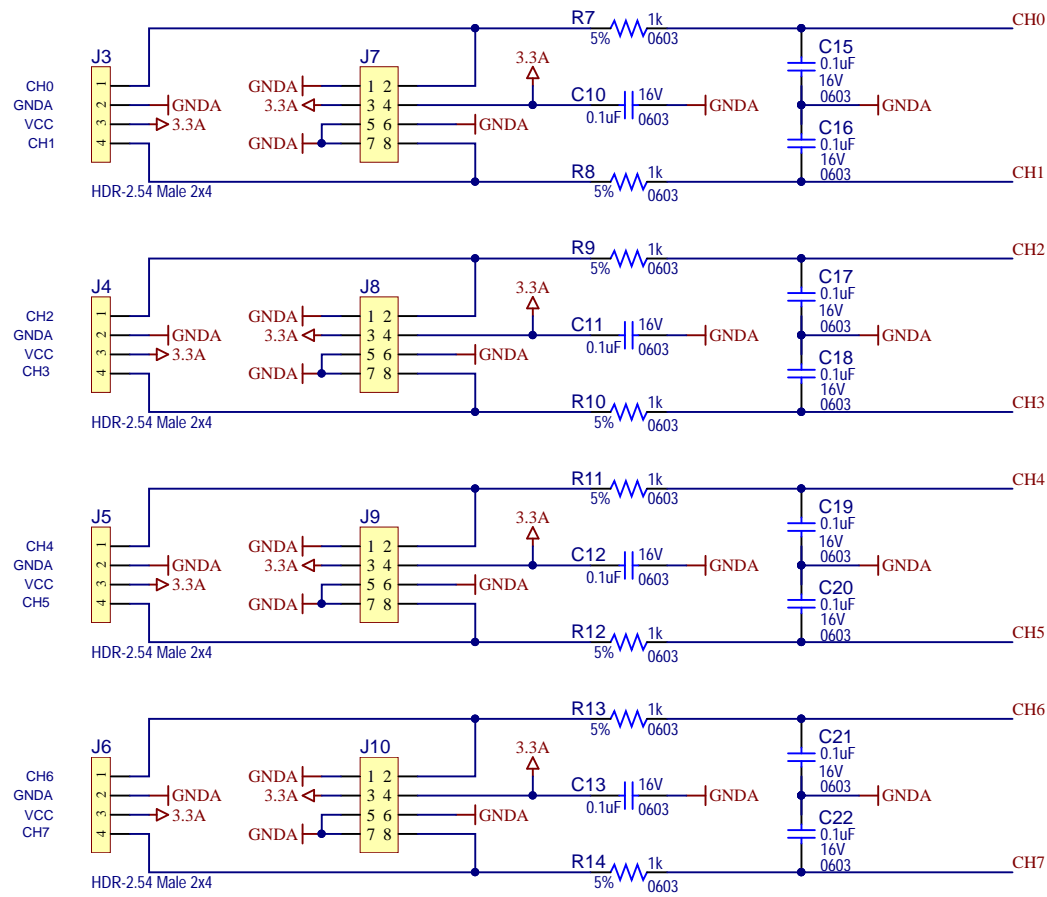 R7 1k CH0
5% 0603
J3 J7 3.3A C15
0.1uF
CH0 1 GNDA 1 2 C10 16V 16V
GNDA 2 GNDA 3.3A 3 4 0.1uF 0603 GNDA 0603 GNDA
VCC 3 3.3A 5 6 GNDA C16
CH1 4 GNDA 7 8 0.1uF
16V
R8 1k 0603 CH1
HDR-2.54 Male 2x4 5% 0603
R9 1k CH2
5% 0603
J4 J8 3.3A C17
0.1uF
CH2 1 GNDA 1 2 C11 16V 16V
GNDA 2 GNDA 3.3A 3 4 0.1uF 0603 GNDA 0603 GNDA
VCC 3 3.3A 5 6 GNDA C18
CH3 4 GNDA 7 8 0.1uF
16V
R10 1k 0603 CH3
HDR-2.54 Male 2x4 5% 0603
R11 1k CH4
5% 0603
J5 J9 3.3A C19
0.1uF
CH4 1 GNDA 1 2 C12 16V 16V
GNDA 2 GNDA 3.3A 3 4 0.1uF 0603 GNDA 0603 GNDA
VCC 3 3.3A 5 6 GNDA C20
CH5 4 GNDA 7 8 0.1uF
16V
R12 1k 0603 CH5
HDR-2.54 Male 2x4 5% 0603
R13 1k CH6
5% 0603
J6 J10 3.3A C21
0.1uF
CH6 1 GNDA 1 2 C13 16V 16V
GNDA 2 GNDA 3.3A 3 4 0.1uF 0603 GNDA 0603 GNDA
VCC 3 3.3A 5 6 GNDA C22
CH7 4 GNDA 7 8 0.1uF
16V
R14 1k 0603 CH7
HDR-2.54 Male 2x4 5% 0603